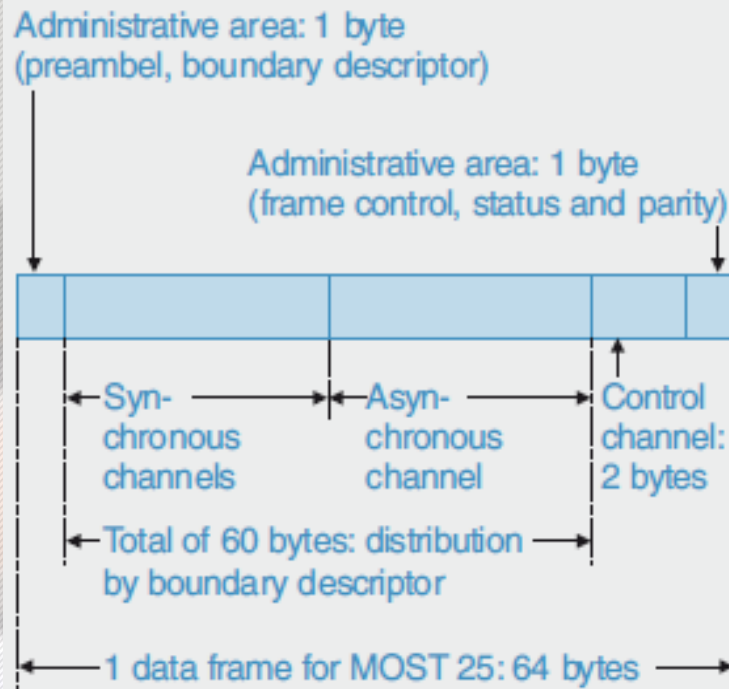 Administrative area: 1 byte
(preambel, boundary descriptor)
Administrative area: 1 byte
(frame control, status and parity)
Syn-
chronous
channels
Asyn-
chronous
channel
Control
channel:
2 bytes
Total of 60 bytes: distribution
by boundary descriptor
1 data frame for MOST 25: 64 bytes